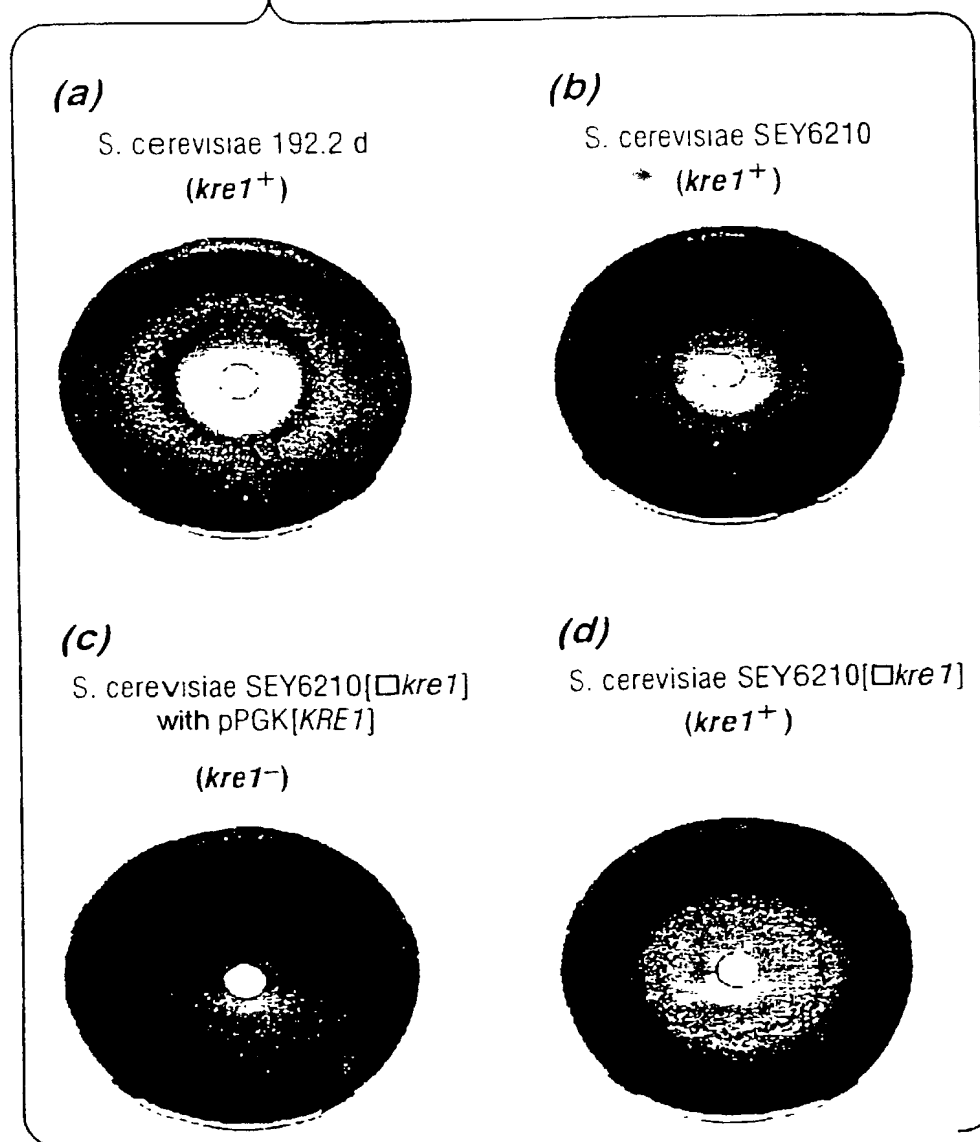 (a)
S. cerevisiae 192.2 d
(kre1+)
(b)
S. cerevisiae SEY6210
(kre1+)
(c)
S. cerevisiae SEY6210[□kre1]
with pPGK[KRE1]
(kre1−)
(d)
S. cerevisiae SEY6210[□kre1]
(kre1+)